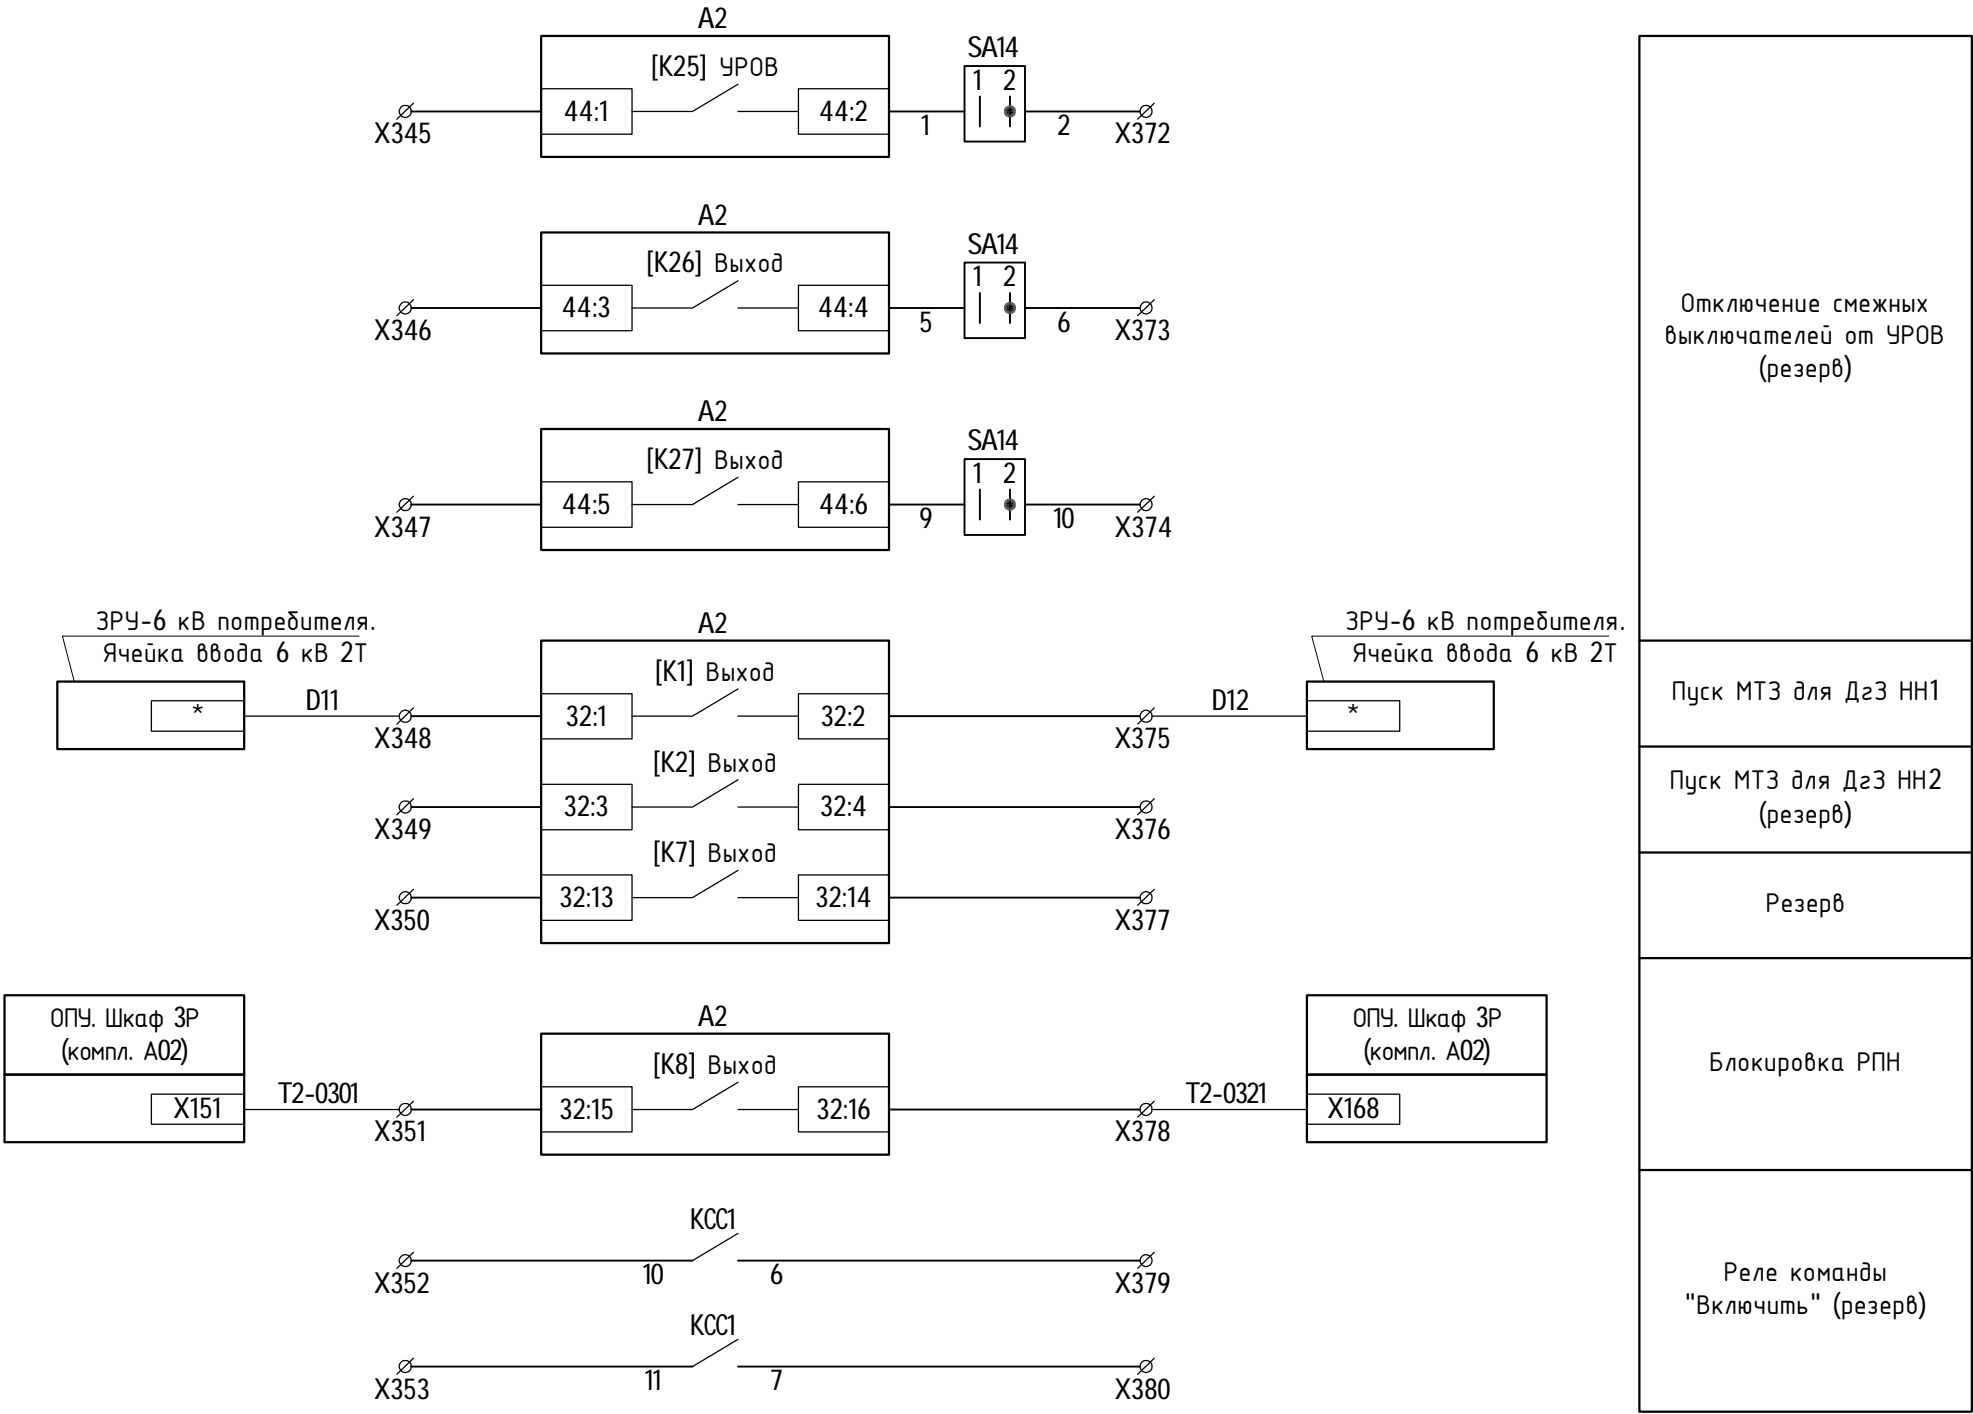 A2
[K25] УРОВ
SA14
1 2
44:1
44:2
1
2
X345
X372
A2
[K26] Выход
SA14
1 2
44:3
44:4
5
6
X346
X373
Отключение смежных
выключателей от УРОВ
(резерв)
A2
[K27] Выход
SA14
1 2
44:5
44:6
9
10
X347
X374
ЗРУ-6 кВ потребителя.
Ячейка ввода 6 кВ 2Т
*
D11
X348
A2
[K1] Выход
32:1
32:2
X375
D12
ЗРУ-6 кВ потребителя.
Ячейка ввода 6 кВ 2Т
*
Пуск МТЗ для ДгЗ НН1
[K2] Выход
32:3
32:4
X349
X376
Пуск МТЗ для ДгЗ НН2
(резерв)
[K7] Выход
32:13
32:14
X350
X377
Резерв
ОПУ. Шкаф 3Р
(компл. А02)
X151
T2-0301
X351
A2
[K8] Выход
32:15
32:16
X378
T2-0321
ОПУ. Шкаф 3Р
(компл. А02)
X168
Блокировка РПН
KCC1
X352
10
6
X379
Реле команды
"Включить" (резерв)
KCC1
X353
11
7
X380